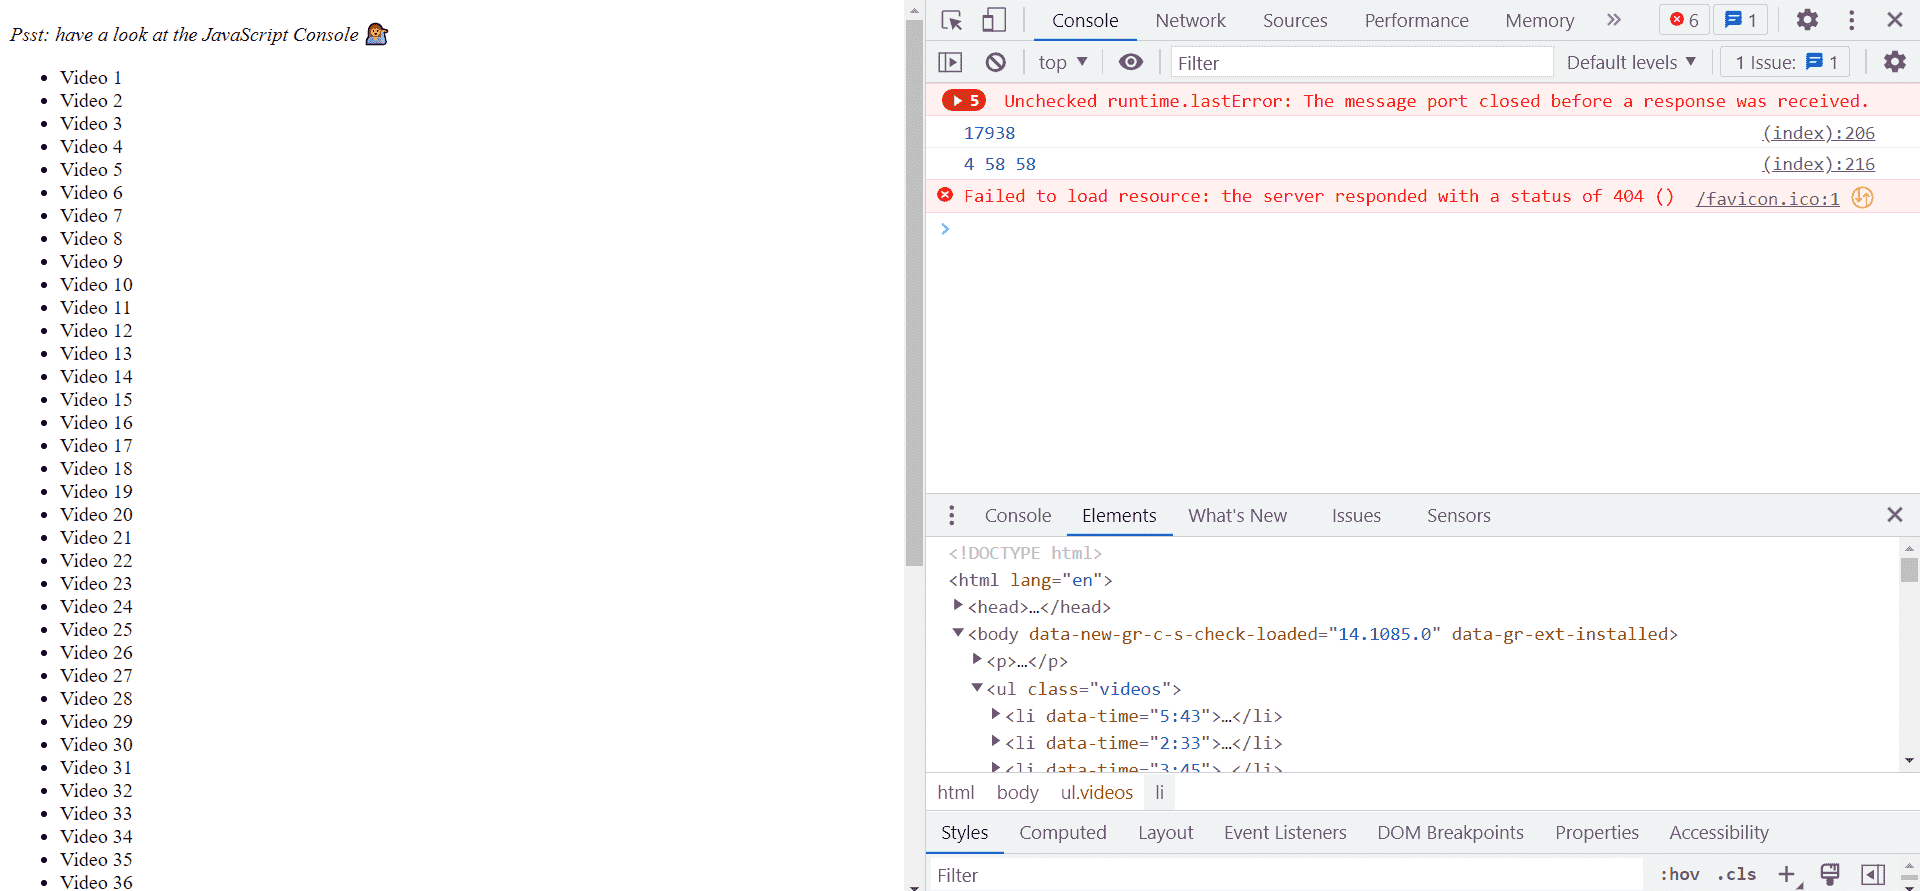 Psst: have a look at the JavaScript Console
Video 1
Video 2
Video 3
Video 4
Video 5
Video 6
Video 7
Video 8
Video 9
Video 10
Video 11
Video 12
Video 13
Video 14
Video 15
Video 16
Video 17
Video 18
Video 19
Video 20
Video 21
Video 22
Video 23
Video 24
Video 25
Video 26
Video 27
Video 28
Video 29
Video 30
Video 31
Video 32
Video 33
Video 34
Video 35
Video 36
Console Network Sources Performance Memory 6 1
top Filter Default levels 1 Issue: 1
5 Unchecked runtime.lastError: The message port closed before a response was received.
17938 (index):206
4 58 58 (index):216
Failed to load resource: the server responded with a status of 404 () /favicon.ico:1
Console Elements What's New Issues Sensors
<!DOCTYPE html>
<html lang="en">
<head>…</head>
<body data-new-gr-c-s-check-loaded="14.1085.0" data-gr-ext-installed>
<p>…</p>
<ul class="videos">
<li data-time="5:43">…</li>
<li data-time="2:33">…</li>
<li data-time="3:45">…</li>
html body ul.videos li
Styles Computed Layout Event Listeners DOM Breakpoints Properties Accessibility
Filter :hov .cls